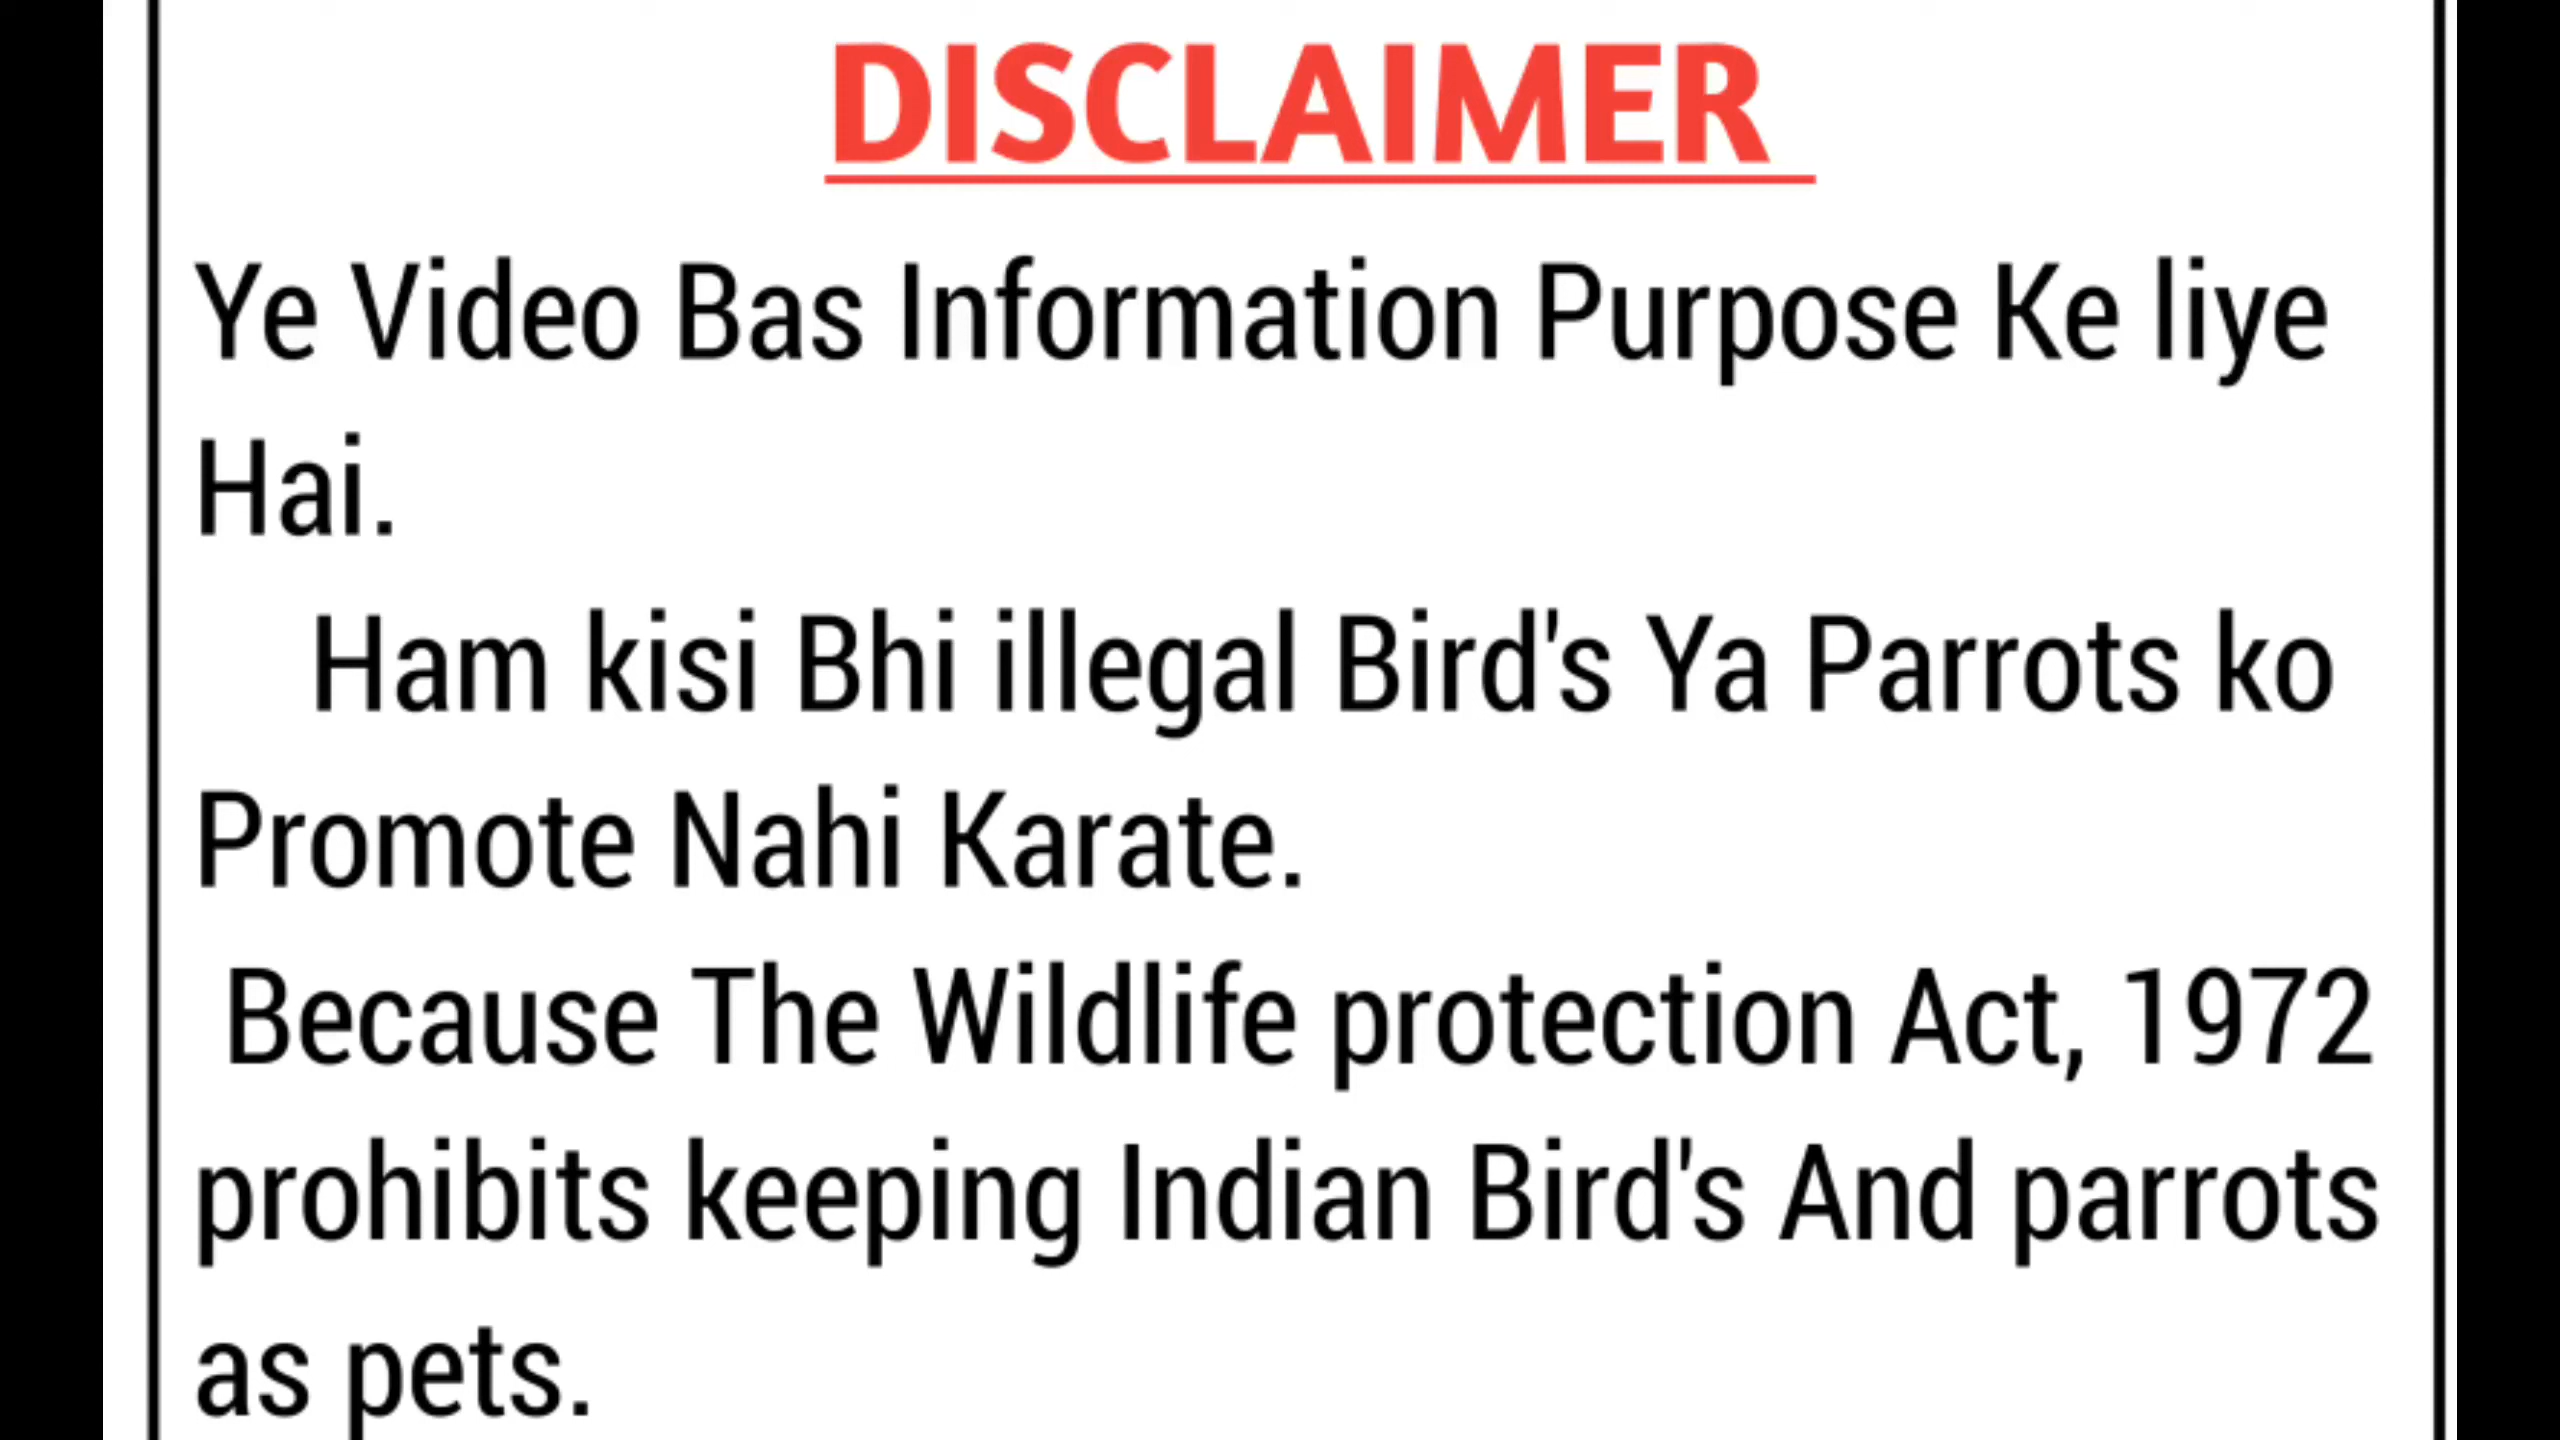 DISCLAIMER
Ye Video Bas Information Purpose Ke liye
Hai.
Ham kisi Bhi illegal Bird's Ya Parrots ko
Promote Nahi Karate.
Because The Wildlife protection Act, 1972
prohibits keeping Indian Bird's And parrots
as pets.